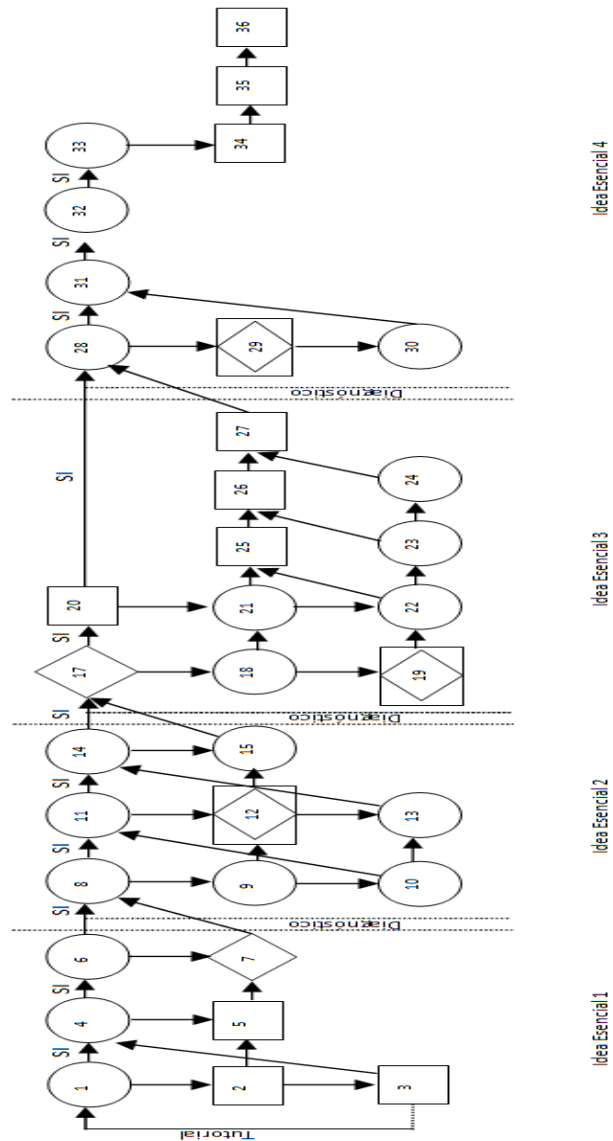 SI SI SI SI SI SI SI SI SI SI SI
1 4 6 8 11 14 17 20 28 31 32 33
Tutorial
2 5 7 9 12 15 18 21 25 26 27 29 34 35 36
3 10 13 19 22 23 24 30
Diagnóstico
Diagnóstico
Diagnóstico
Idea Esencial 1
Idea Esencial 2
Idea Esencial 3
Idea Esencial 4